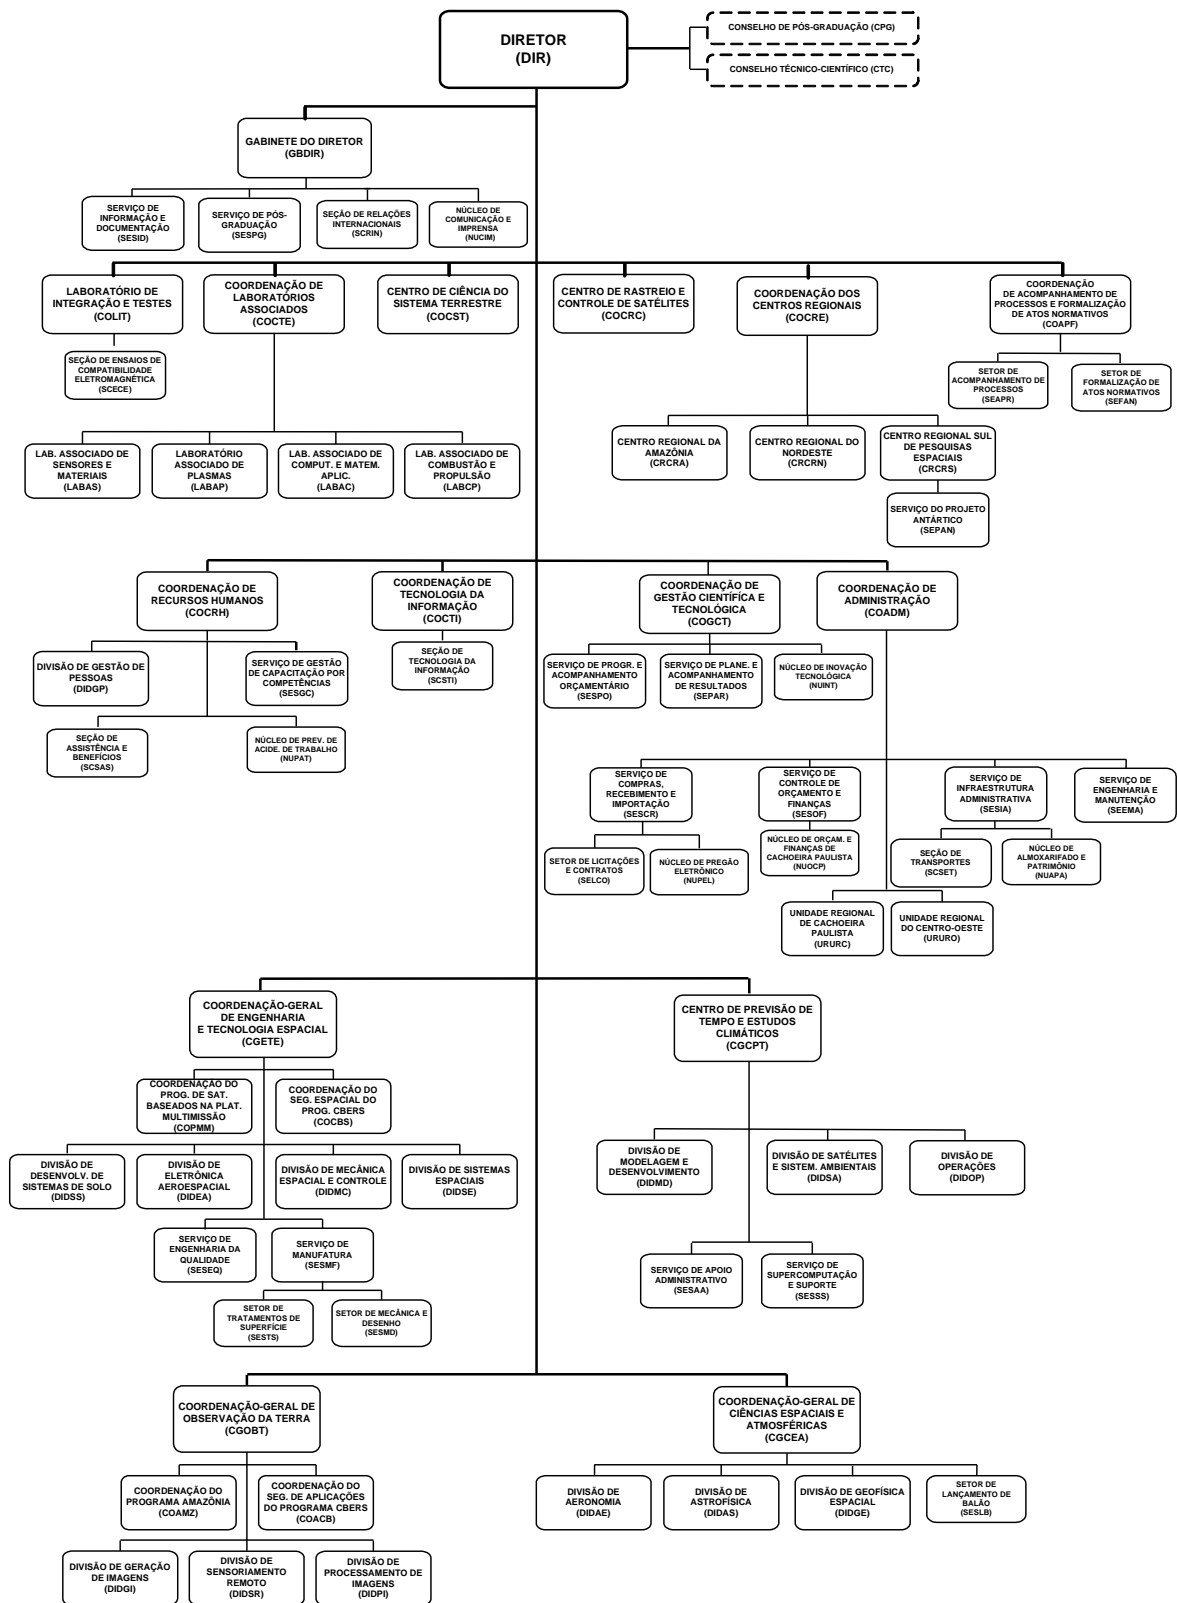 DIRETOR
(DIR)
CONSELHO DE PÓS-GRADUAÇÃO (CPG)
CONSELHO TÉCNICO-CIENTÍFICO (CTC)
GABINETE DO DIRETOR
(GBDIR)
SERVIÇO DE
INFORMAÇÃO E
DOCUMENTAÇÃO
(SESID)
SERVIÇO DE PÓS-
GRADUAÇÃO
(SESPG)
SEÇÃO DE RELAÇÕES
INTERNACIONAIS
(SCRIN)
NÚCLEO DE
COMUNICAÇÃO E
IMPRENSA
(NUCIM)
LABORATÓRIO DE
INTEGRAÇÃO E TESTES
(COLIT)
COORDENAÇÃO DE
LABORATÓRIOS
ASSOCIADOS
(COCTE)
CENTRO DE CIÊNCIA DO
SISTEMA TERRESTRE
(COCST)
CENTRO DE RASTREIO E
CONTROLE DE SATÉLITES
(COCRC)
COORDENAÇÃO DOS
CENTROS REGIONAIS
(COCRE)
COORDENAÇÃO
DE ACOMPANHAMENTO DE
PROCESSOS E FORMALIZAÇÃO
DE ATOS NORMATIVOS
(COAPF)
SEÇÃO DE ENSAIOS DE
COMPATIBILIDADE
ELETROMAGNÉTICA
(SCECE)
SETOR DE
ACOMPANHAMENTO DE
PROCESSOS
(SEAPR)
SETOR DE
FORMALIZAÇÃO DE
ATOS NORMATIVOS
(SEFAN)
LAB. ASSOCIADO DE
SENSORES E
MATERIAIS
(LABAS)
LABORATÓRIO
ASSOCIADO DE
PLASMAS
(LABAP)
LAB. ASSOCIADO DE
COMPUT. E MATEM.
APLIC.
(LABAC)
LAB. ASSOCIADO DE
COMBUSTÃO E
PROPULSÃO
(LABCP)
CENTRO REGIONAL DA
AMAZÔNIA
(CRCRA)
CENTRO REGIONAL DO
NORDESTE
(CRCRN)
CENTRO REGIONAL SUL
DE PESQUISAS
ESPACIAIS
(CRCRS)
SERVIÇO DO PROJETO
ANTÁRTICO
(SEPAN)
COORDENAÇÃO DE
RECURSOS HUMANOS
(COCRH)
COORDENAÇÃO DE
TECNOLOGIA DA
INFORMAÇÃO
(COCTI)
COORDENAÇÃO DE
GESTÃO CIENTÍFÍCA E
TECNOLÓGICA
(COGCT)
COORDENAÇÃO DE
ADMINISTRAÇÃO
(COADM)
DIVISÃO DE GESTÃO DE
PESSOAS
(DIDGP)
SERVIÇO DE GESTÃO
DE CAPACITAÇÃO POR
COMPETÊNCIAS
(SESGC)
SEÇÃO DE
TECNOLOGIA DA
INFORMAÇÃO
(SCSTI)
SERVIÇO DE PROGR. E
ACOMPANHAMENTO
ORÇAMENTÁRIO
(SESPO)
SERVIÇO DE PLANE. E
ACOMPANHAMENTO
DE RESULTADOS
(SEPAR)
NÚCLEO DE INOVAÇÃO
TECNOLÓGICA
(NUINT)
SEÇÃO DE
ASSISTÊNCIA E
BENEFÍCIOS
(SCSAS)
NÚCLEO DE PREV. DE
ACIDE. DE TRABALHO
(NUPAT)
SERVIÇO DE
COMPRAS,
RECEBIMENTO E
IMPORTAÇÃO
(SESCR)
SERVIÇO DE
CONTROLE DE
ORÇAMENTO E
FINANÇAS
(SESOF)
SERVIÇO DE
INFRAESTRUTURA
ADMINISTRATIVA
(SESIA)
SERVIÇO DE
ENGENHARIA E
MANUTENÇÃO
(SEEMA)
SETOR DE LICITAÇÕES
E CONTRATOS
(SELCO)
NÚCLEO DE PREGÃO
ELETRÔNICO
(NUPEL)
NÚCLEO DE ORÇAM. E
FINANÇAS DE
CACHOEIRA PAULISTA
(NUOCP)
SEÇÃO DE
TRANSPORTES
(SCSET)
NÚCLEO DE
ALMOXARIFADO E
PATRIMÔNIO
(NUAPA)
UNIDADE REGIONAL
DE CACHOEIRA
PAULISTA
(URURC)
UNIDADE REGIONAL
DO CENTRO-OESTE
(URURO)
COORDENAÇÃO-GERAL
DE ENGENHARIA
E TECNOLOGIA ESPACIAL
(CGETE)
CENTRO DE PREVISÃO DE
TEMPO E ESTUDOS
CLIMÁTICOS
(CGCPT)
COORDENAÇÃO DO
PROG. DE SAT.
BASEADOS NA PLAT.
MULTIMISSÃO
(COPMM)
COORDENAÇÃO DO
SEG. ESPACIAL DO
PROG. CBERS
(COCBS)
DIVISÃO DE
DESENVOLV. DE
SISTEMAS DE SOLO
(DIDSS)
DIVISÃO DE
ELETRÔNICA
AEROESPACIAL
(DIDEA)
DIVISÃO DE MECÂNICA
ESPACIAL E CONTROLE
(DIDMC)
DIVISÃO DE SISTEMAS
ESPACIAIS
(DIDSE)
DIVISÃO DE
MODELAGEM E
DESENVOLVIMENTO
(DIDMD)
DIVISÃO DE SATÉLITES
E SISTEM. AMBIENTAIS
(DIDSA)
DIVISÃO DE
OPERAÇÕES
(DIDOP)
SERVIÇO DE
ENGENHARIA DA
QUALIDADE
(SESEQ)
SERVIÇO DE
MANUFATURA
(SESMF)
SERVIÇO DE APOIO
ADMINISTRATIVO
(SESAA)
SERVIÇO DE
SUPERCOMPUTAÇÃO
E SUPORTE
(SESSS)
SETOR DE
TRATAMENTOS DE
SUPERFÍCIE
(SESTS)
SETOR DE MECÂNICA E
DESENHO
(SESMD)
COORDENAÇÃO-GERAL DE
OBSERVAÇÃO DA TERRA
(CGOBT)
COORDENAÇÃO-GERAL DE
CIÊNCIAS ESPACIAIS E
ATMOSFÉRICAS
(CGCEA)
COORDENAÇÃO DO
PROGRAMA AMAZÔNIA
(COAMZ)
COORDENAÇÃO DO
SEG. DE APLICAÇÕES
DO PROGRAMA CBERS
(COACB)
DIVISÃO DE
AERONOMIA
(DIDAE)
DIVISÃO DE
ASTROFÍSICA
(DIDAS)
DIVISÃO DE GEOFÍSICA
ESPACIAL
(DIDGE)
SETOR DE
LANÇAMENTO DE
BALÃO
(SESLB)
DIVISÃO DE GERAÇÃO
DE IMAGENS
(DIDGI)
DIVISÃO DE
SENSORIAMENTO
REMOTO
(DIDSR)
DIVISÃO DE
PROCESSAMENTO DE
IMAGENS
(DIDPI)